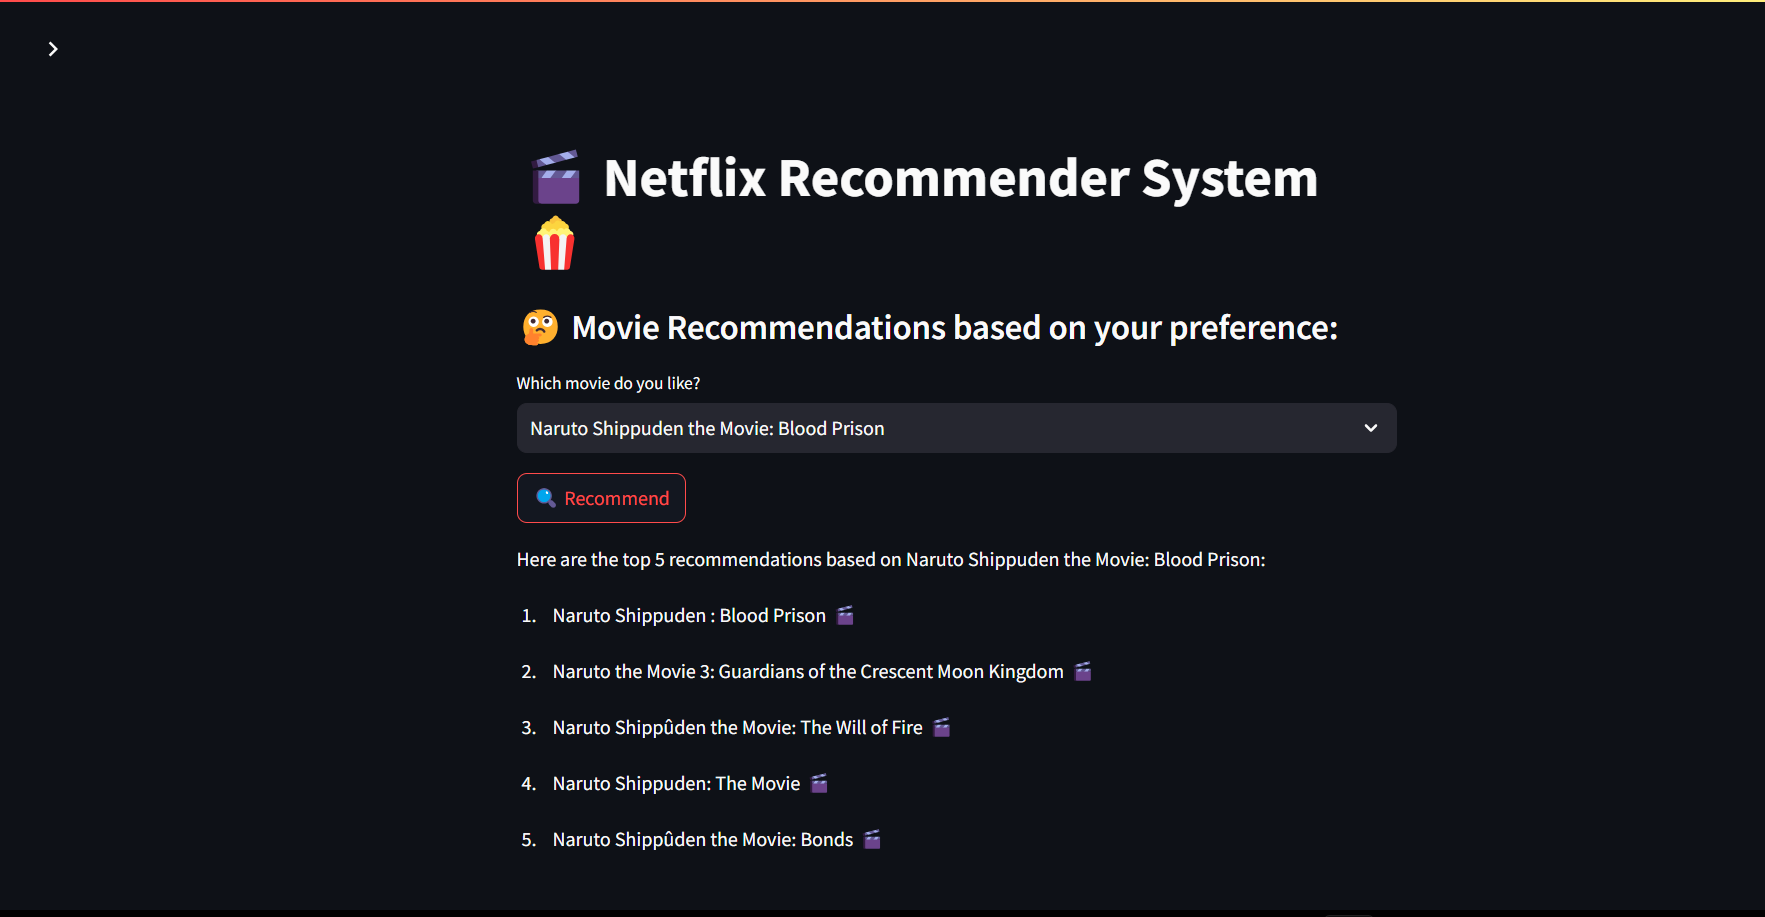 Netflix Recommender System
Movie Recommendations based on your preference:
Which movie do you like?
Naruto Shippuden the Movie: Blood Prison
Recommend
Here are the top 5 recommendations based on Naruto Shippuden the Movie: Blood Prison:
1. Naruto Shippuden : Blood Prison
2. Naruto the Movie 3: Guardians of the Crescent Moon Kingdom
3. Naruto Shippûden the Movie: The Will of Fire
4. Naruto Shippuden: The Movie
5. Naruto Shippûden the Movie: Bonds